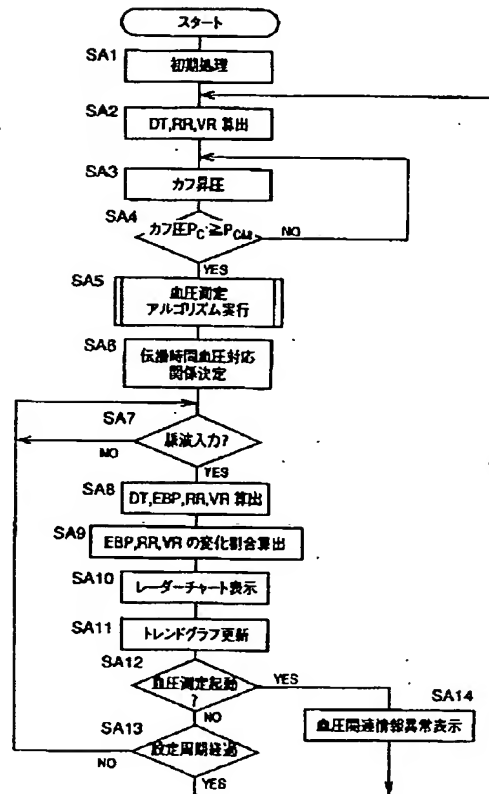 スタート
SA1
初期処理
SA2
DT,RR,VR 算出
SA3
カフ昇圧
SA4
カフ圧PC ≧PCM
NO
YES
SA5
血圧測定
アルゴリズム実行
SA6
伝播時間血圧対応
関係決定
SA7
脈波入力?
NO
YES
SA8
DT,EBP,RR,VR 算出
SA9
EBP,RR,VR の変化割合算出
SA10
レーダーチャート表示
SA11
トレンドグラフ更新
SA12
血圧測定起動
?
YES
NO
SA14
血圧関連情報異常表示
SA13
設定周期経過
NO
YES